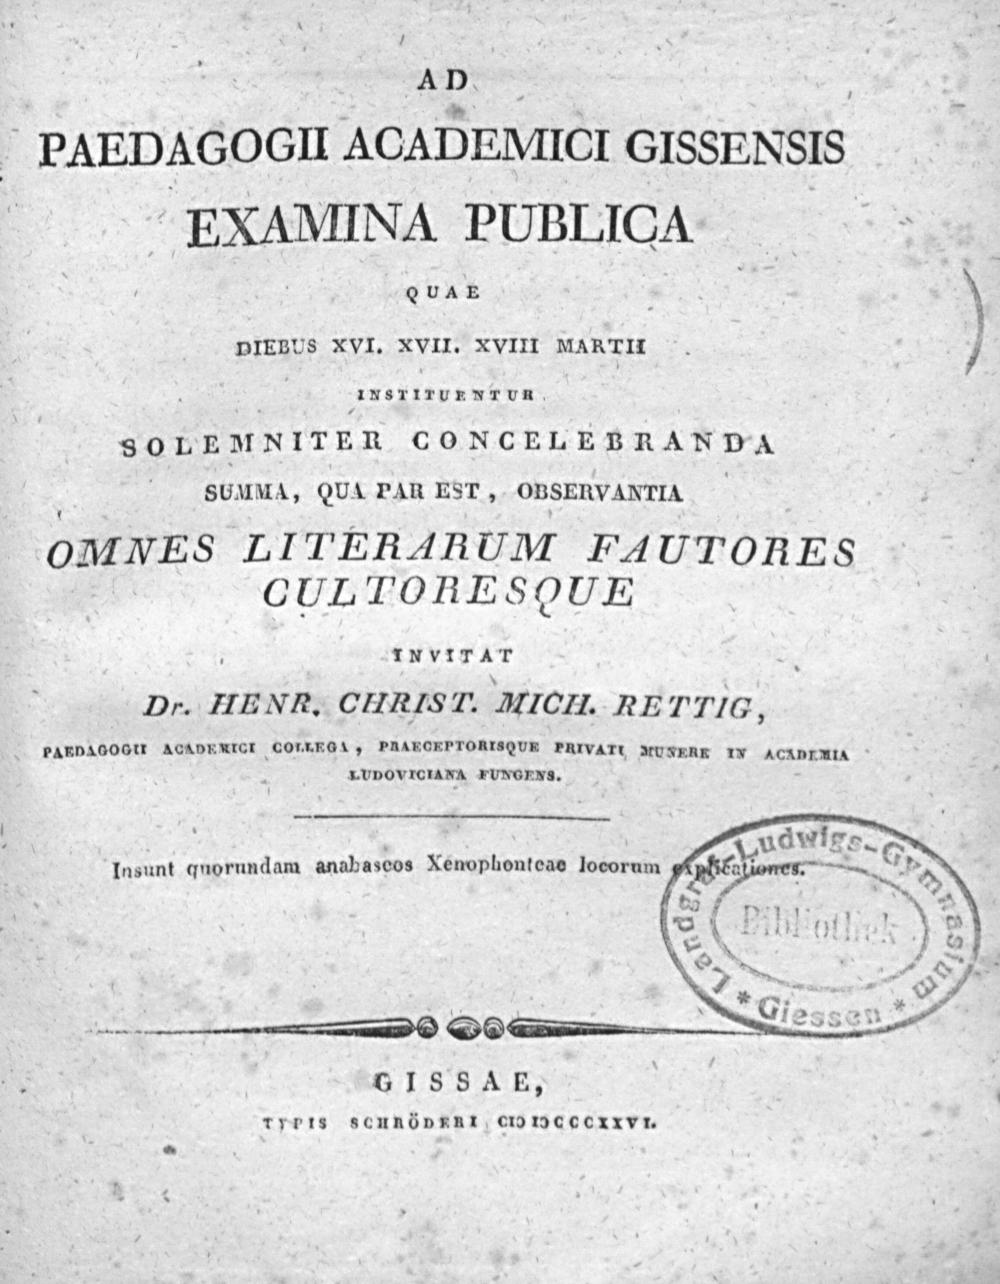 AD
PAEDAGOGII ACADEMICI GISSENSIS
EXAMINA PUBLICA
QUAE
DIEBUS XVI. XVII. XVIII MARTII
INSTITUENTUR
SOLEMNITER CONCELEBRANDA
SUMMA, QUA PAR EST, OBSERVANTIA
OMNES LITERARUM FAUTORES
CULTORESQUE
INVITAT
Dr. HENR. CHRIST. MICH. RETTIG,
PAEDAGOGII ACADEMICI COLLEGA, PRAECEPTORISQUE PRIVATI MUNERE IN ACADEMIA
LUDOVICIANA FUNGENS.
Insunt quorundam anabaseos Xenophonteae locorum explicationes.
Landgraf-Ludwigs-Gymnasium
Bibliothek
* Giessen *
GISSAE,
TYPIS SCHRÖDERI CIↃ IↃCCCXXVI.